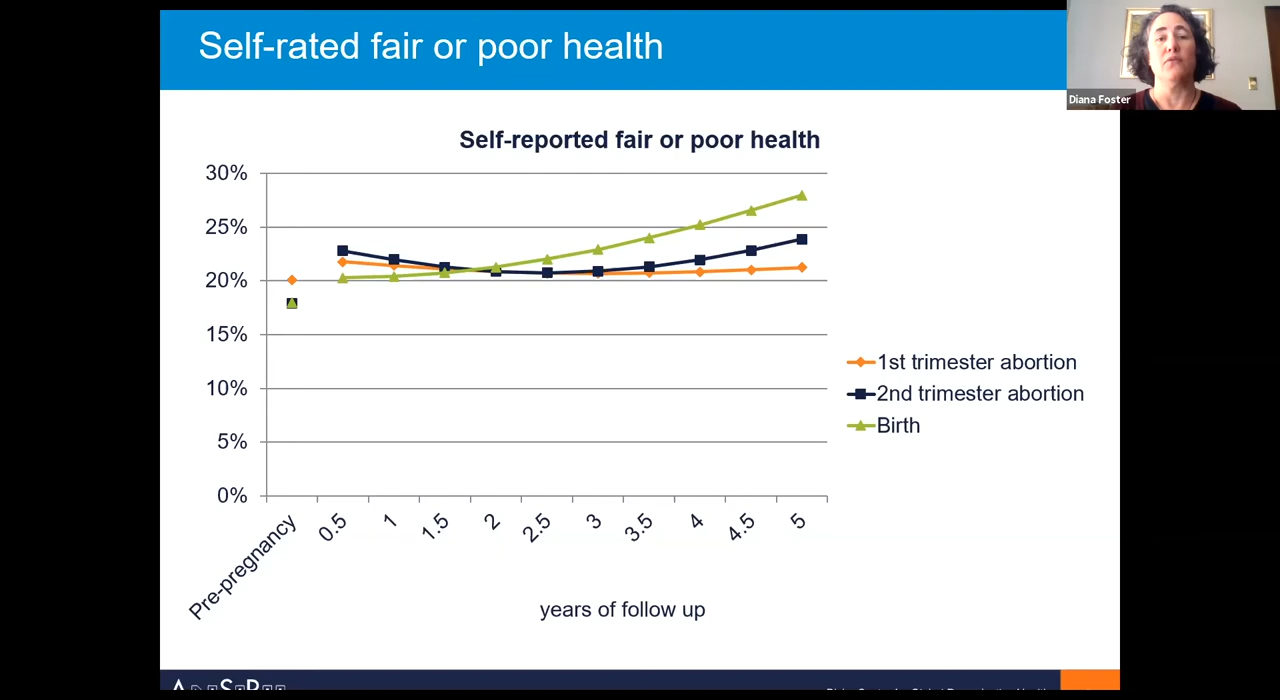 Self-rated fair or poor health
Diana Foster
Self-reported fair or poor health
30%
25%
20%
15%
10%
5%
0%
Pre-pregnancy
0.5
1
1.5
2
2.5
3
3.5
4
4.5
5
years of follow up
1st trimester abortion
2nd trimester abortion
Birth